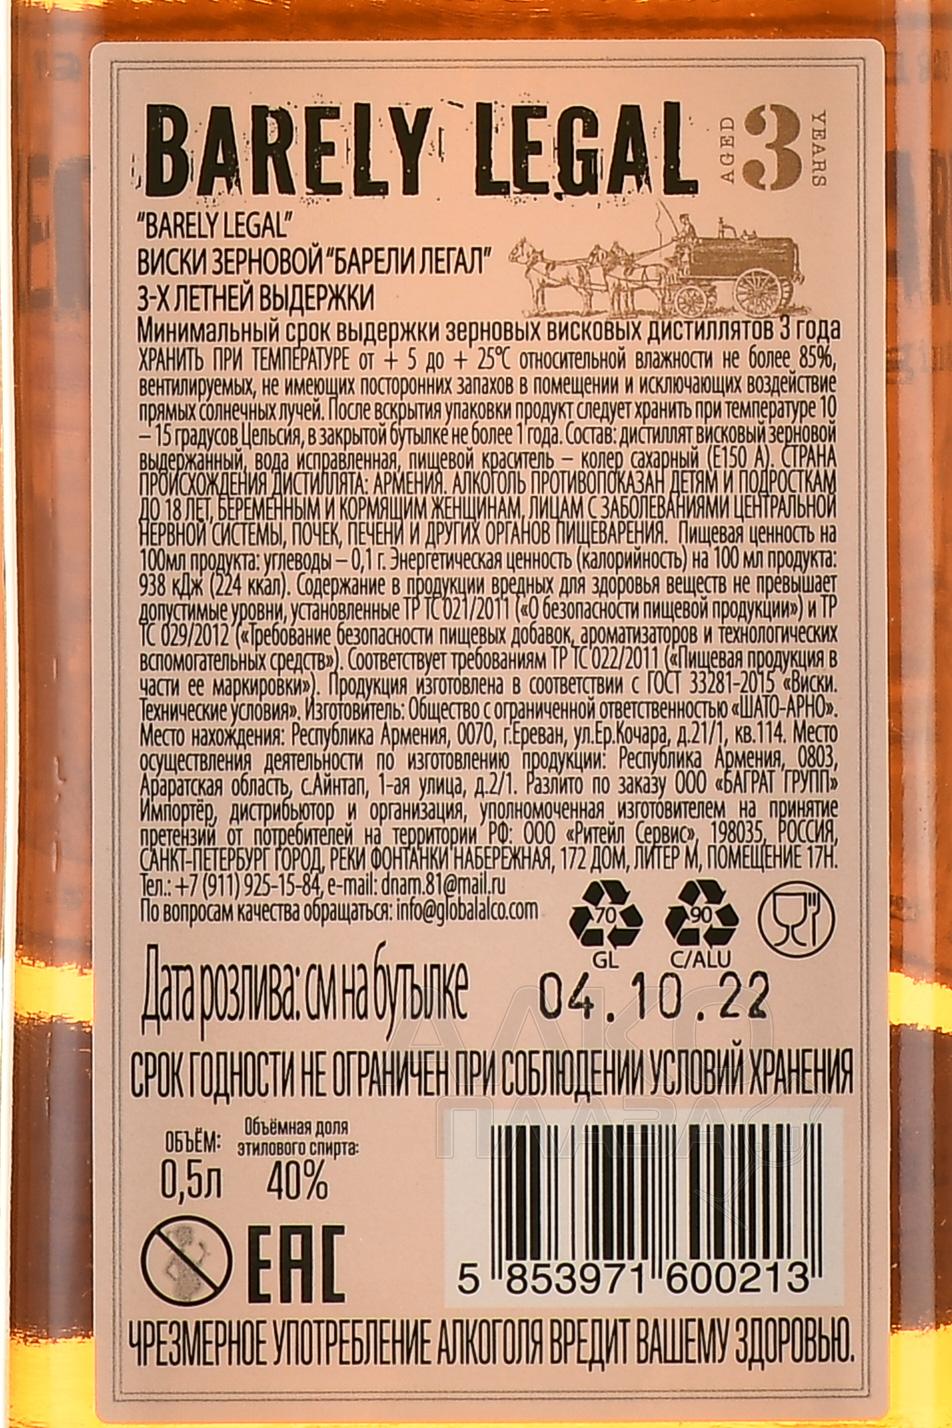 BARELY LEGAL
AGED 3 YEARS
"BARELY LEGAL"
ВИСКИ ЗЕРНОВОЙ "БАРЕЛИ ЛЕГАЛ"
3-Х ЛЕТНЕЙ ВЫДЕРЖКИ
Минимальный срок выдержки зерновых висковых дистиллятов 3 года
ХРАНИТЬ ПРИ ТЕМПЕРАТУРЕ от + 5 до + 25°С относительной влажности не более 85%,
вентилируемых, не имеющих посторонних запахов в помещении и исключающих воздействие
прямых солнечных лучей. После вскрытия упаковки продукт следует хранить при температуре 10
– 15 градусов Цельсия, в закрытой бутылке не более 1 года. Состав: дистиллят висковый зерновой
выдержанный, вода исправленная, пищевой краситель – колер сахарный (Е150 А). СТРАНА
ПРОИСХОЖДЕНИЯ ДИСТИЛЛЯТА: АРМЕНИЯ. АЛКОГОЛЬ ПРОТИВОПОКАЗАН ДЕТЯМ И ПОДРОСТКАМ
ДО 18 ЛЕТ, БЕРЕМЕННЫМ И КОРМЯЩИМ ЖЕНЩИНАМ, ЛИЦАМ С ЗАБОЛЕВАНИЯМИ ЦЕНТРАЛЬНОЙ
НЕРВНОЙ СИСТЕМЫ, ПОЧЕК, ПЕЧЕНИ И ДРУГИХ ОРГАНОВ ПИЩЕВАРЕНИЯ. Пищевая ценность на
100мл продукта: углеводы – 0,1 г. Энергетическая ценность (калорийность) на 100 мл продукта:
938 кДж (224 ккал). Содержание в продукции вредных для здоровья веществ не превышает
допустимые уровни, установленные ТР ТС 021/2011 («О безопасности пищевой продукции») и ТР
ТС 029/2012 («Требование безопасности пищевых добавок, ароматизаторов и технологических
вспомогательных средств»). Соответствует требованиям ТР ТС 022/2011 («Пищевая продукция в
части ее маркировки»). Продукция изготовлена в соответствии с ГОСТ 33281-2015 «Виски.
Технические условия». Изготовитель: Общество с ограниченной ответственностью «ШАТО-АРНО».
Место нахождения: Республика Армения, 0070, г.Ереван, ул.Ер.Кочара, д.21/1, кв.114. Место
осуществления деятельности по изготовлению продукции: Республика Армения, 0803,
Араратская область, с.Айнтап, 1-ая улица, д.2/1. Разлито по заказу ООО «БАГРАТ ГРУПП»
Импортёр, дистрибьютор и организация, уполномоченная изготовителем на принятие
претензий от потребителей на территории РФ: ООО «Ритейл Сервис», 198035, РОССИЯ,
САНКТ-ПЕТЕРБУРГ ГОРОД, РЕКИ ФОНТАНКИ НАБЕРЕЖНАЯ, 172 ДОМ, ЛИТЕР М, ПОМЕЩЕНИЕ 17Н.
Тел.: +7 (911) 925-15-84, e-mail: dnam.81@mail.ru
По вопросам качества обращаться: info@globalalco.com
70 90
GL C/ALU
Дата розлива: см на бутылке 04.10.22
СРОК ГОДНОСТИ НЕ ОГРАНИЧЕН ПРИ СОБЛЮДЕНИИ УСЛОВИЙ ХРАНЕНИЯ
АЛКО
ПЛАЗА
ОБЪЁМ:
0,5л
Объёмная доля
этилового спирта:
40%
EAC
5 853971 600213
ЧРЕЗМЕРНОЕ УПОТРЕБЛЕНИЕ АЛКОГОЛЯ ВРЕДИТ ВАШЕМУ ЗДОРОВЬЮ.